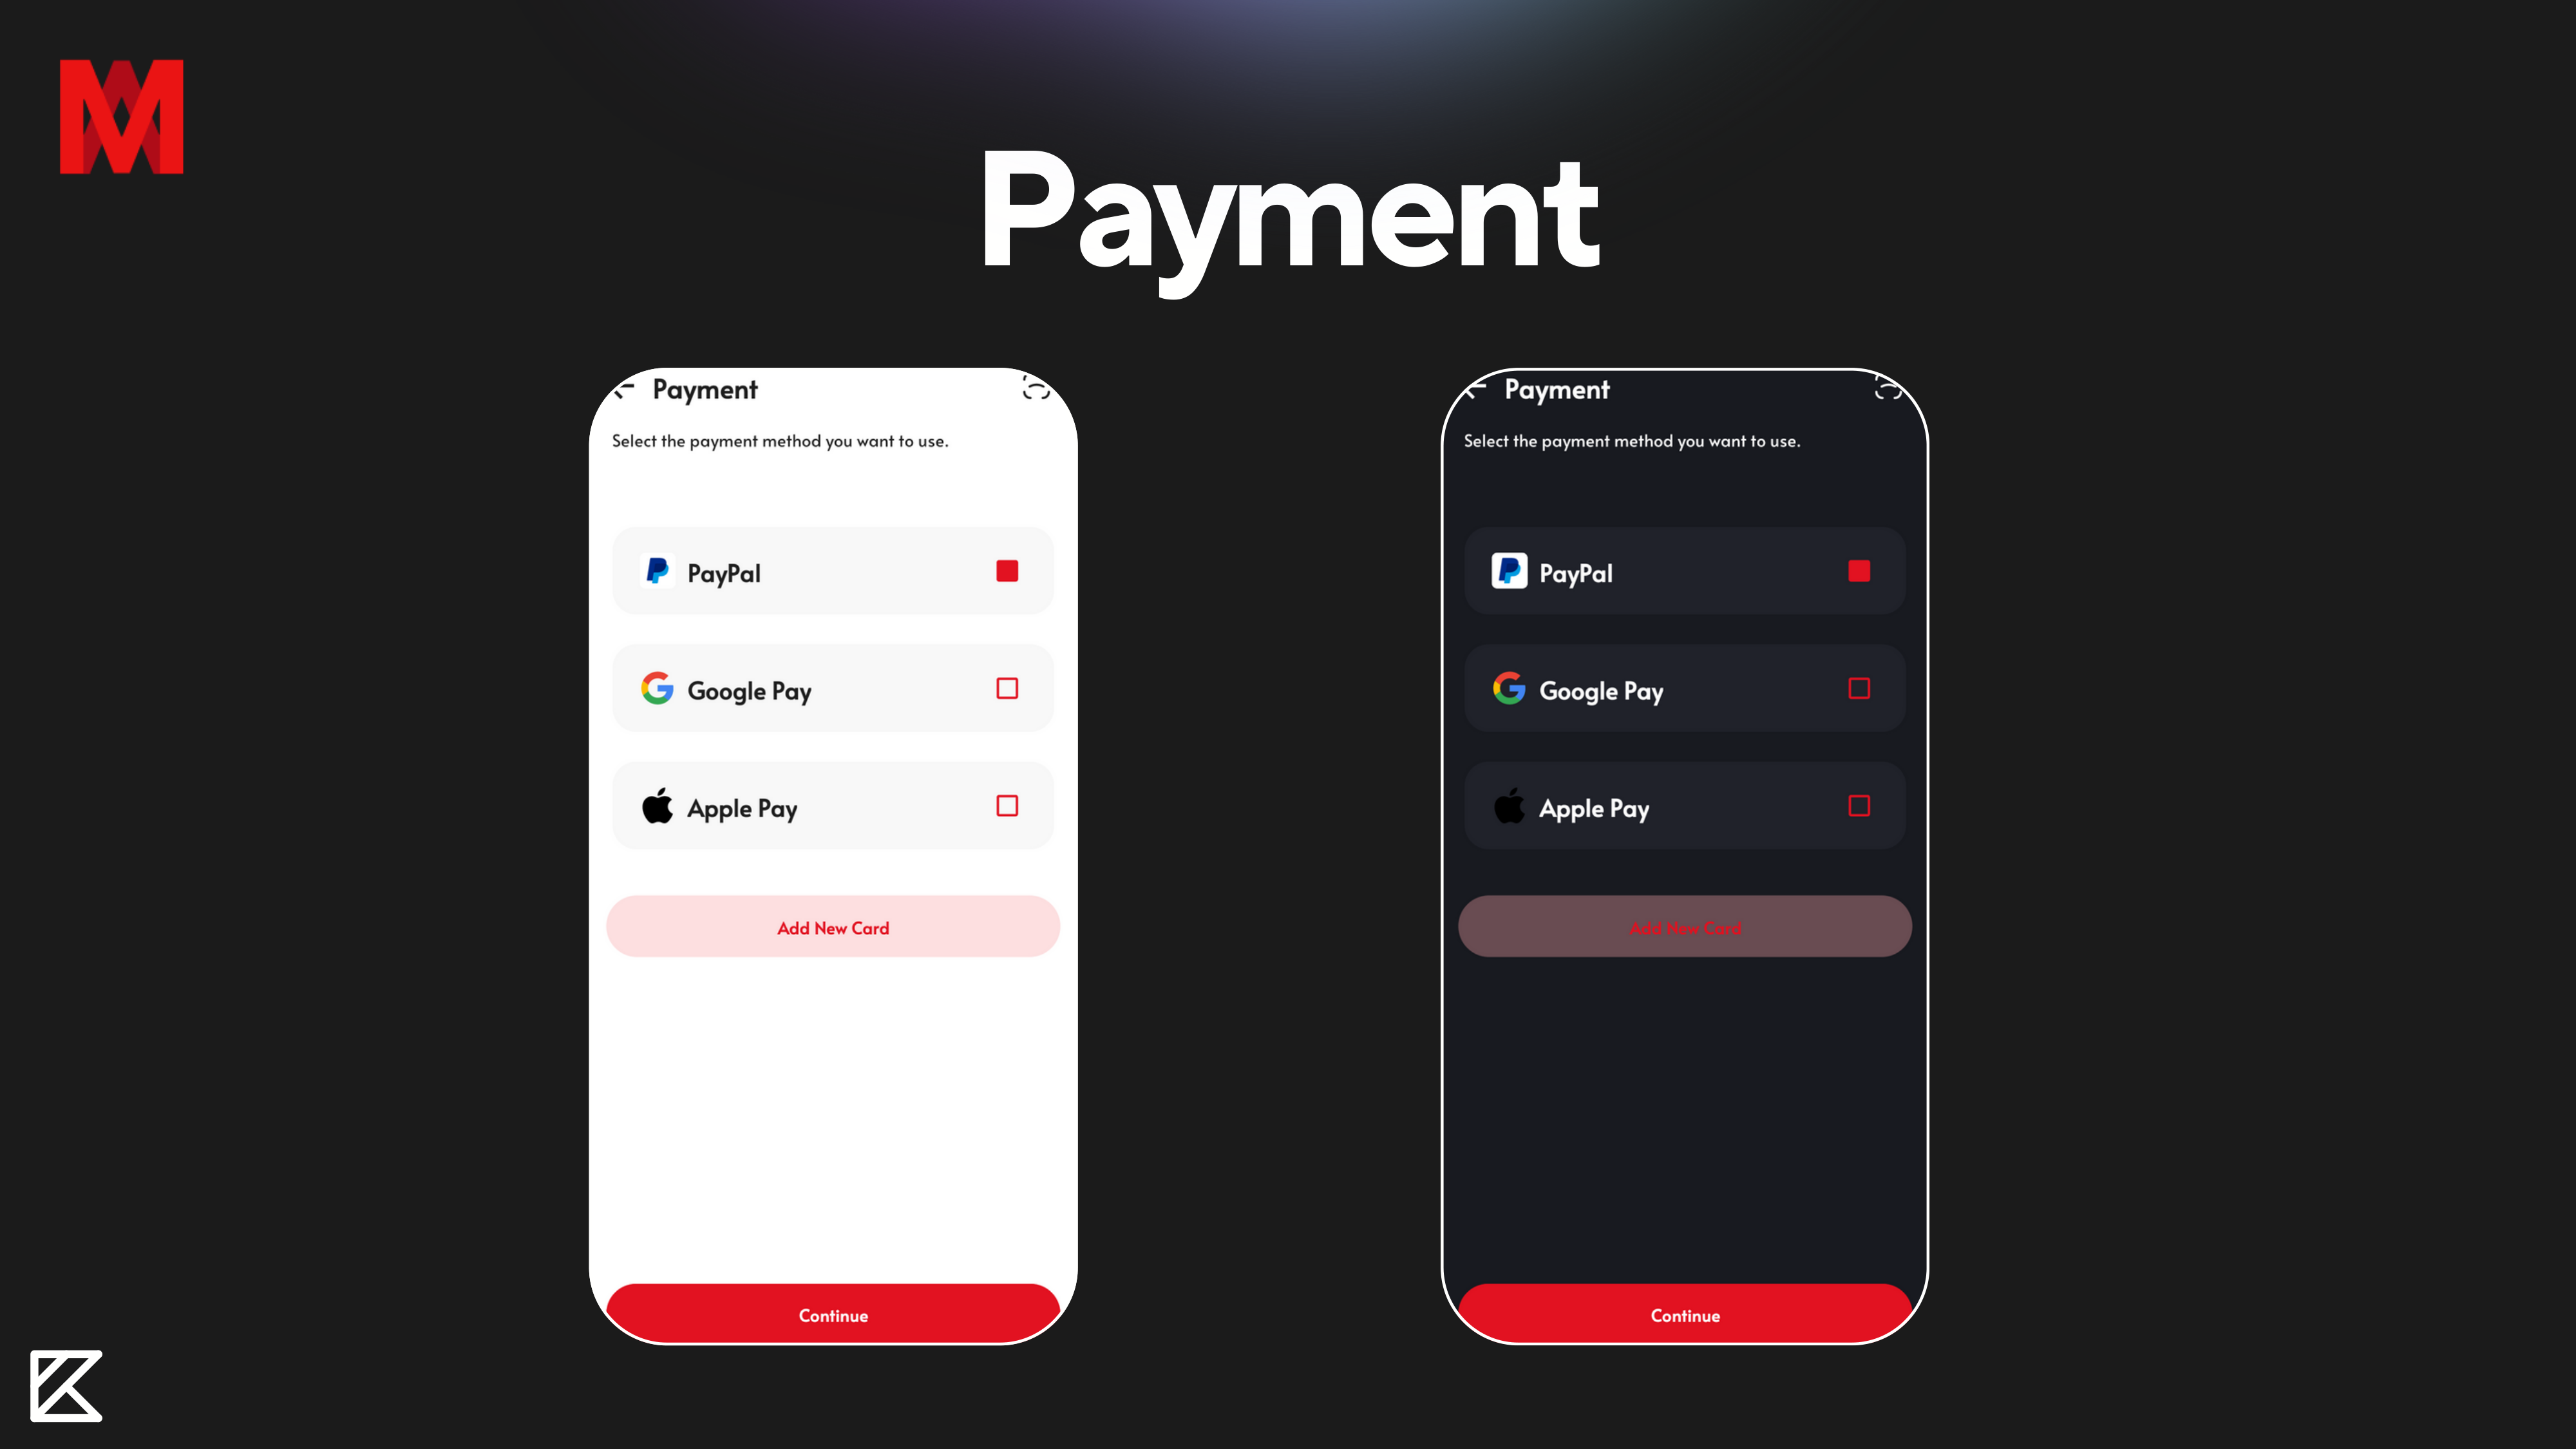 Payment
Payment
Select the payment method you want to use.
PayPal
Google Pay
Apple Pay
Add New Card
Continue
Payment
Select the payment method you want to use.
PayPal
Google Pay
Apple Pay
Add New Card
Continue